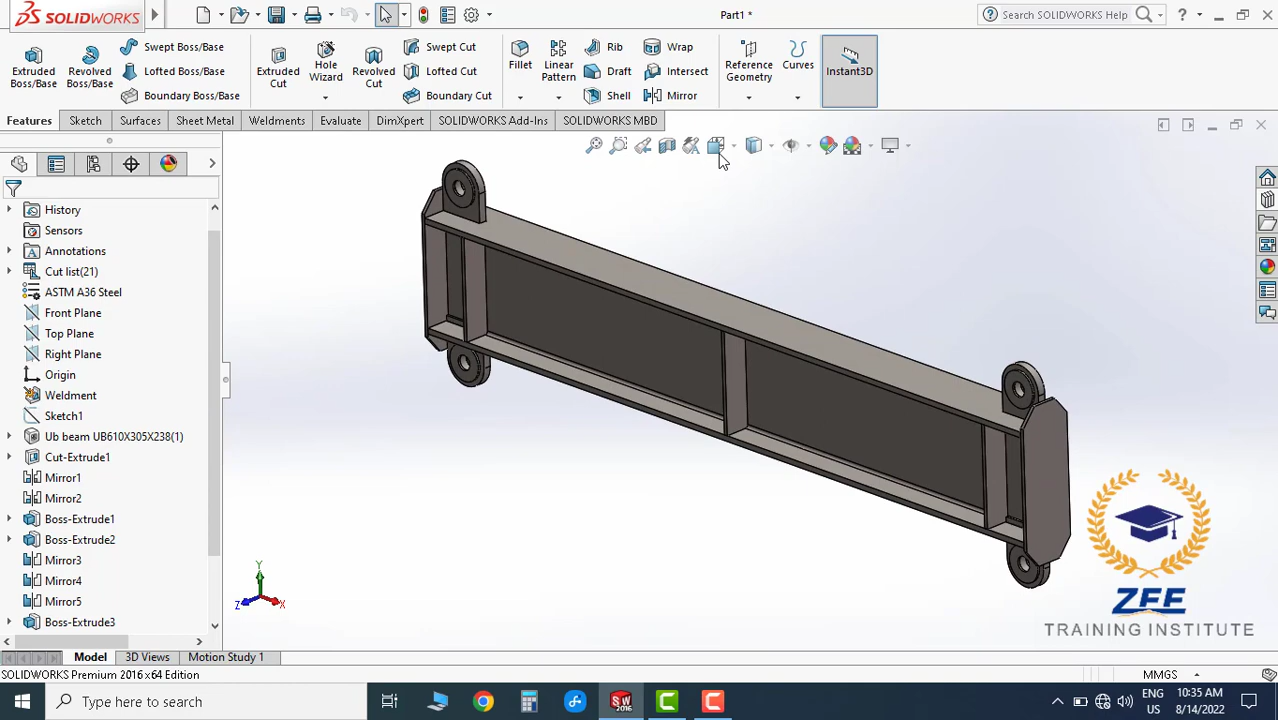 SOLIDWORKS
Part1 *
Search SOLIDWORKS Help
Extruded Boss/Base
Revolved Boss/Base
Swept Boss/Base
Lofted Boss/Base
Boundary Boss/Base
Extruded Cut
Hole Wizard
Revolved Cut
Swept Cut
Lofted Cut
Boundary Cut
Fillet
Linear Pattern
Rib
Draft
Shell
Wrap
Intersect
Mirror
Reference Geometry
Curves
Instant3D
Features
Sketch
Surfaces
Sheet Metal
Weldments
Evaluate
DimXpert
SOLIDWORKS Add-Ins
SOLIDWORKS MBD
History
Sensors
Annotations
Cut list(21)
ASTM A36 Steel
Front Plane
Top Plane
Right Plane
Origin
Weldment
Sketch1
Ub beam UB610X305X238(1)
Cut-Extrude1
Mirror1
Mirror2
Boss-Extrude1
Boss-Extrude2
Mirror3
Mirror4
Mirror5
Boss-Extrude3
Y
Z
X
ZFE
TRAINING INSTITUTE
Model
3D Views
Motion Study 1
SOLIDWORKS Premium 2016 x64 Edition
MMGS
Type here to search
SW
2016
ENG
US
10:35 AM
8/14/2022